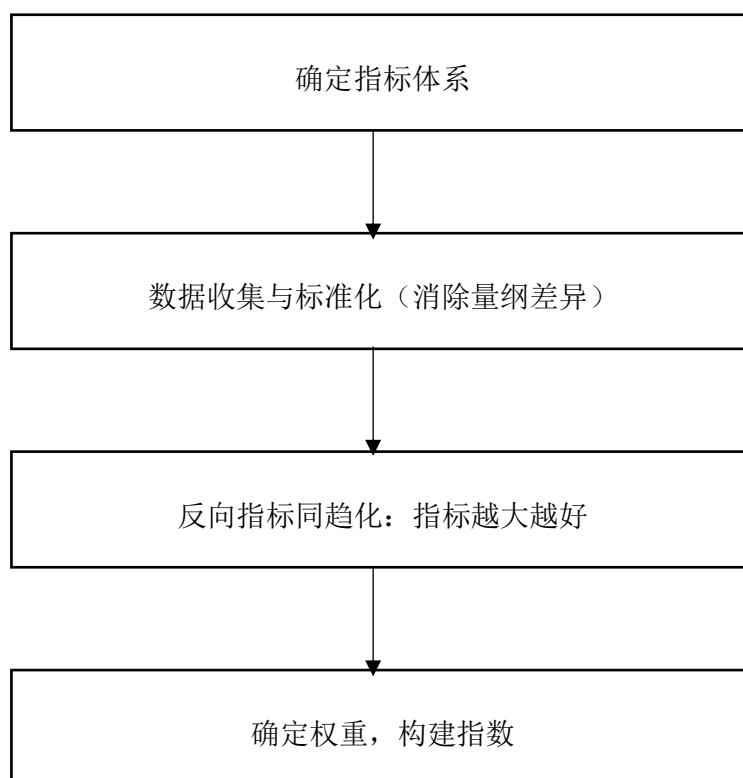 确定指标体系
数据收集与标准化（消除量纲差异）
反向指标同趋化：指标越大越好
确定权重，构建指数